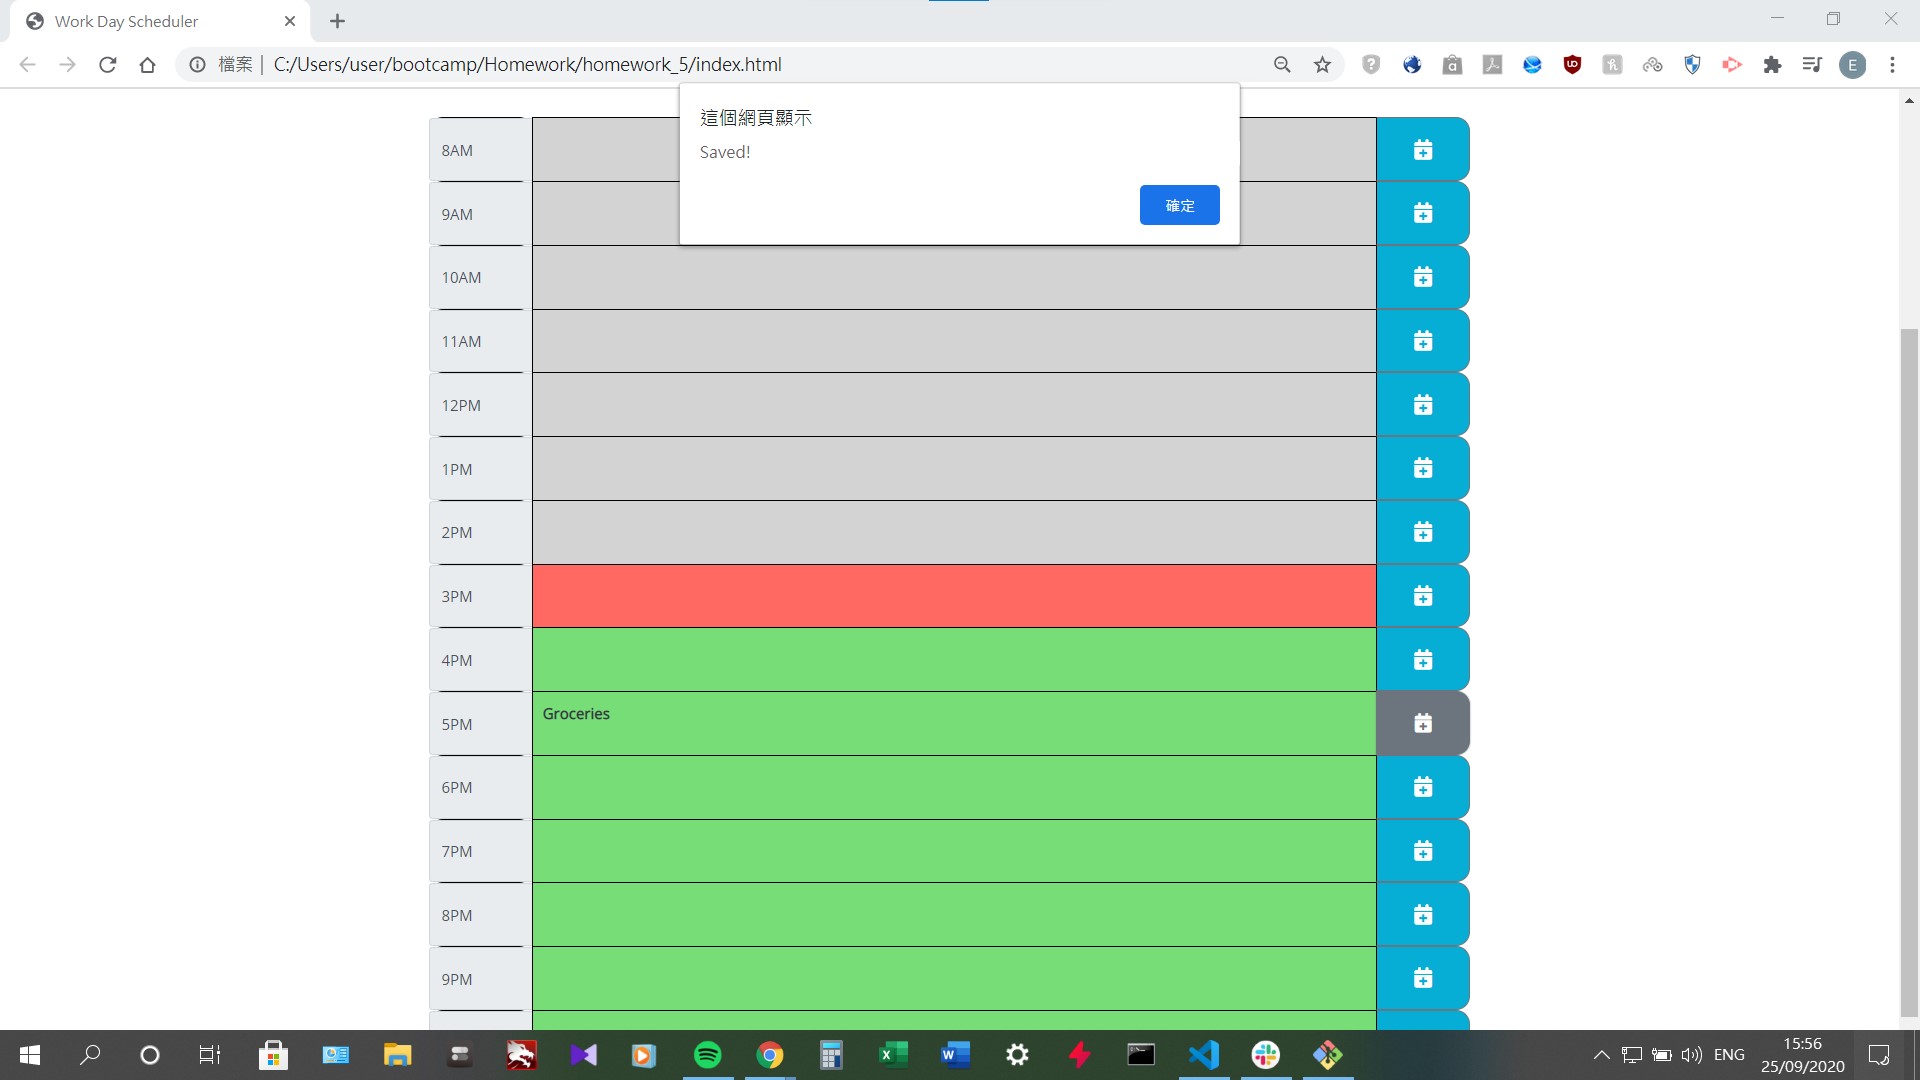 Work Day Scheduler
檔案 | C:/Users/user/bootcamp/Homework/homework_5/index.html
E
這個網頁顯示
Saved!
確定
8AM
9AM
10AM
11AM
12PM
1PM
2PM
3PM
4PM
5PM Groceries
6PM
7PM
8PM
9PM
ENG
15:56
25/09/2020